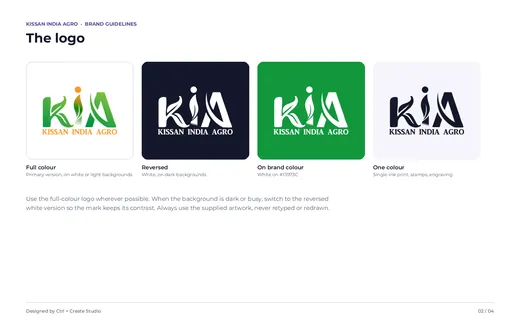 KISSAN INDIA AGRO - BRAND GUIDELINES
The logo
KIA
KISSAN INDIA AGRO
KIA
KISSAN INDIA AGRO
KIA
KISSAN INDIA AGRO
KIA
KISSAN INDIA AGRO
Full colour
Primary version, on white or light backgrounds
Reversed
White, on dark backgrounds
On brand colour
White on #13973C
One colour
Single ink print, stamps, engraving
Use the full-colour logo wherever possible. When the background is dark or busy, switch to the reversed
white version so the mark keeps its contrast. Always use the supplied artwork, never retyped or redrawn.
Designed by Ctrl + Create Studio
02 / 04